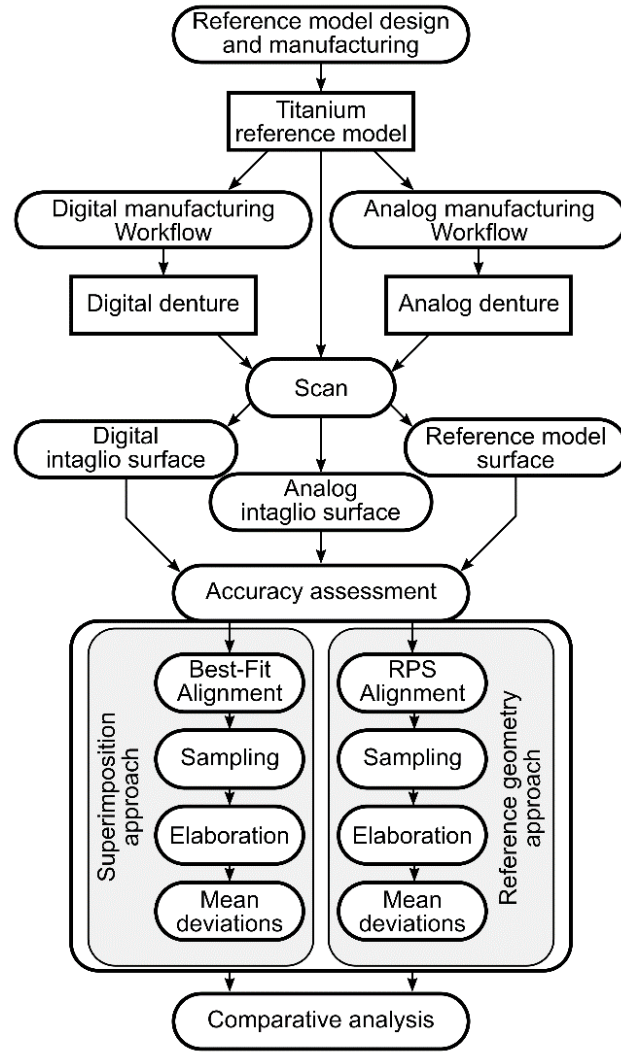 Reference model design
and manufacturing
Titanium
reference model
Digital manufacturing
Workflow
Analog manufacturing
Workflow
Digital denture
Analog denture
Scan
Digital
intaglio surface
Analog
intaglio surface
Reference model
surface
Accuracy assessment
Superimposition
approach
Best-Fit
Alignment
Sampling
Elaboration
Mean
deviations
RPS
Alignment
Sampling
Elaboration
Mean
deviations
Reference geometry
approach
Comparative analysis